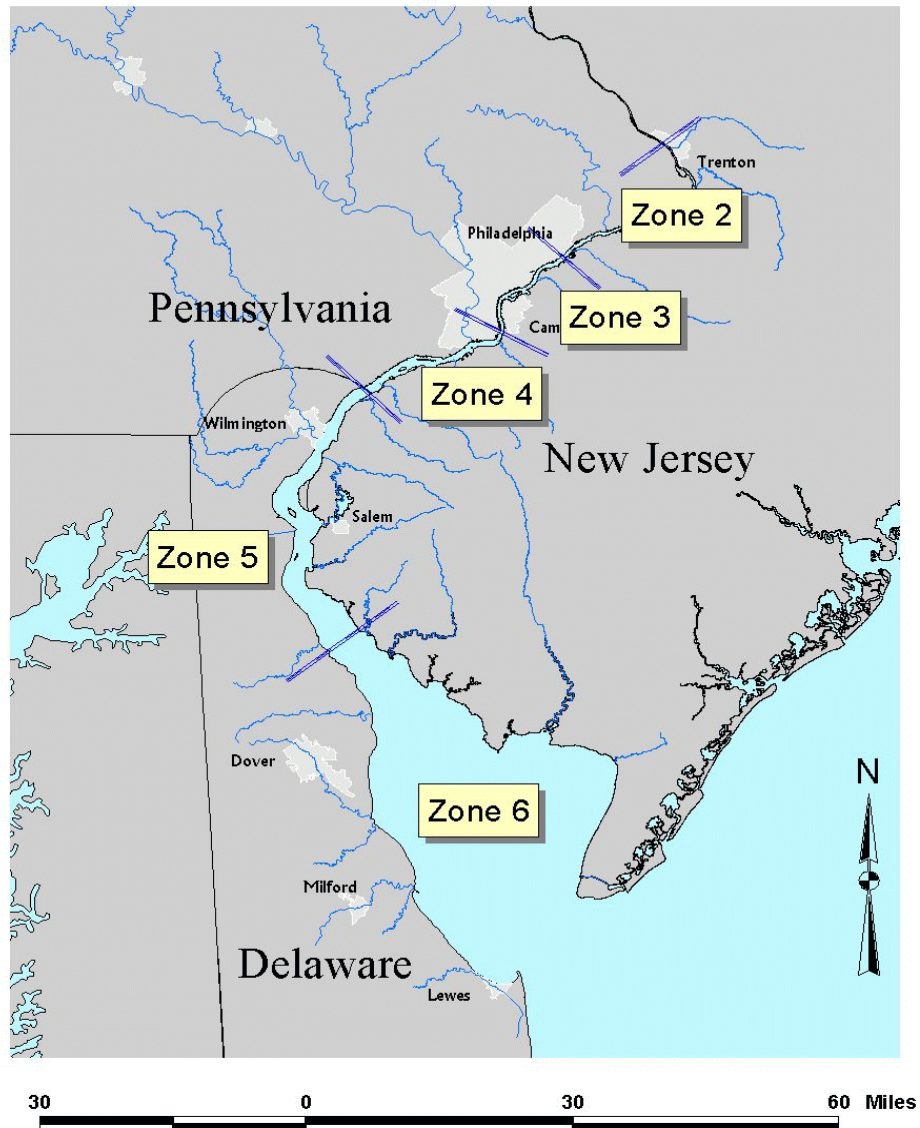 Trenton
Zone 2
Philadelphia
Pennsylvania
Cam
Zone 3
Zone 4
Wilmington
New Jersey
Salem
Zone 5
Dover
N
Zone 6
Milford
Delaware
Lewes
30 0 30 60 Miles